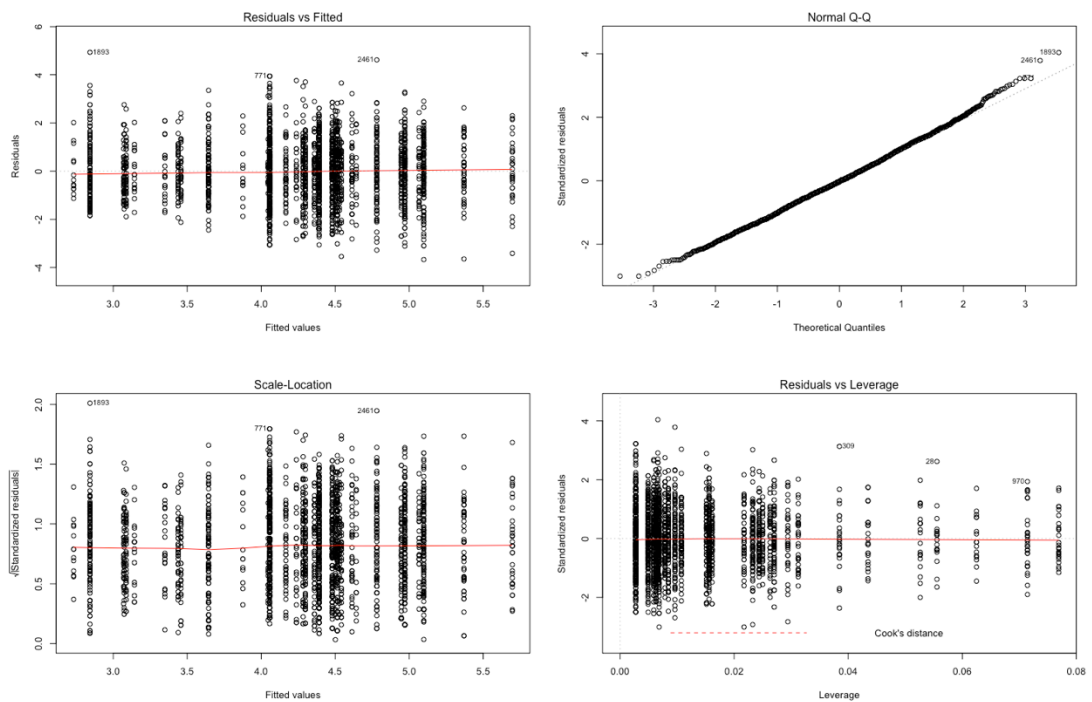 Residuals vs Fitted
Residuals
6
4
2
0
-2
-4
1893
771
2461
3.0 3.5 4.0 4.5 5.0 5.5
Fitted values
Normal Q-Q
Standardized residuals
4
2
0
-2
1893
2461
-3 -2 -1 0 1 2 3
Theoretical Quantiles
Scale-Location
√|Standardized residuals|
2.0
1.5
1.0
0.5
0.0
1893
2461
771
3.0 3.5 4.0 4.5 5.0 5.5
Fitted values
Residuals vs Leverage
Standardized residuals
4
2
0
-2
309
28
970
Cook's distance
0.00 0.02 0.04 0.06 0.08
Leverage